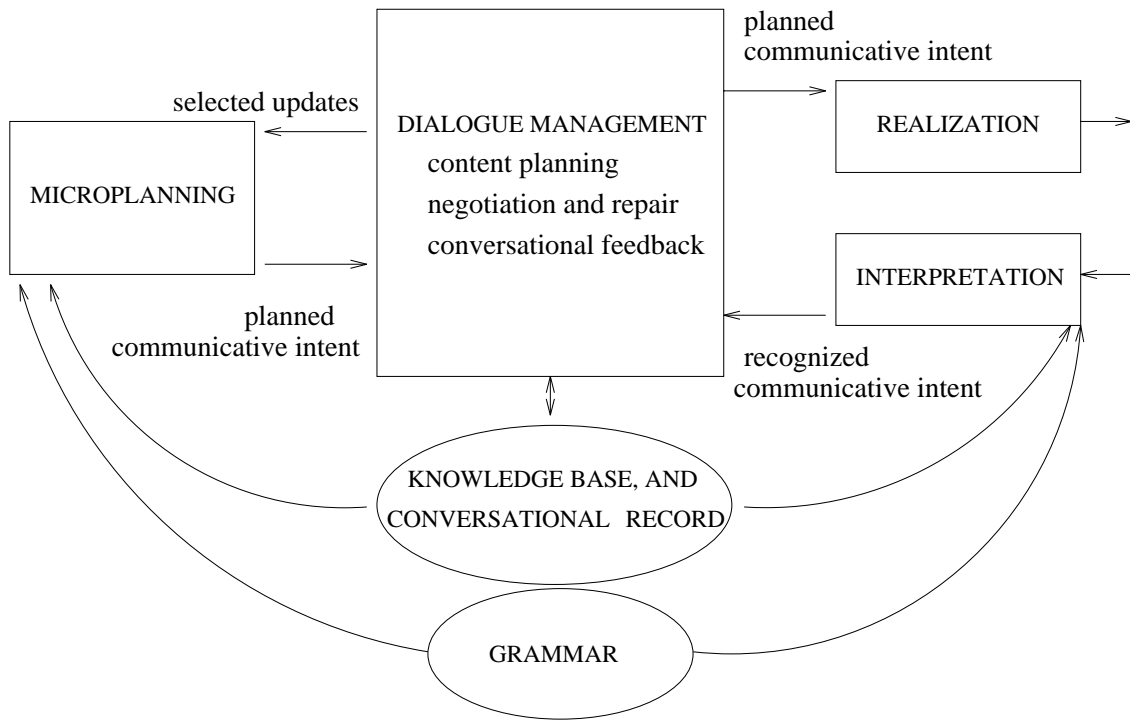 planned
communicative intent
selected updates
DIALOGUE MANAGEMENT
content planning
negotiation and repair
conversational feedback
REALIZATION
MICROPLANNING
INTERPRETATION
planned
communicative intent
recognized
communicative intent
KNOWLEDGE BASE, AND
CONVERSATIONAL RECORD
GRAMMAR